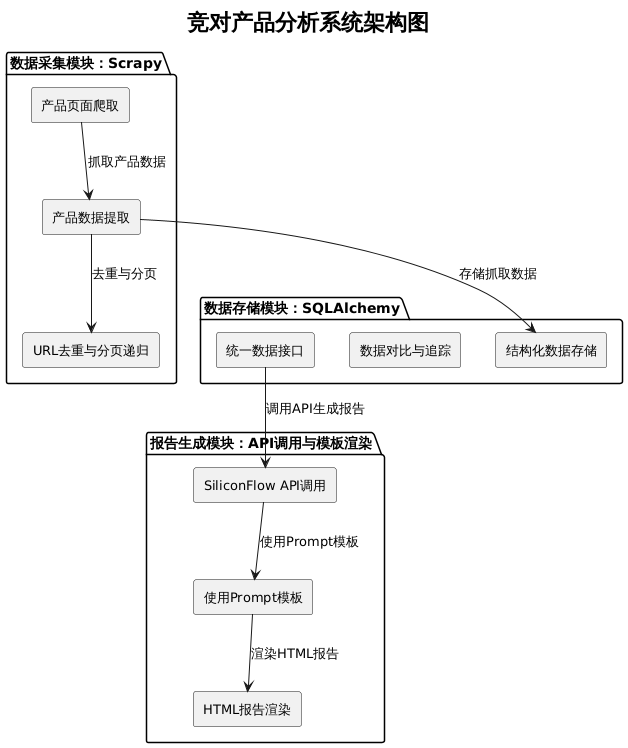 竞对产品分析系统架构图
数据采集模块：Scrapy
产品页面爬取
抓取产品数据
产品数据提取
去重与分页
存储抓取数据
URL去重与分页递归
数据存储模块：SQLAlchemy
统一数据接口
数据对比与追踪
结构化数据存储
调用API生成报告
报告生成模块：API调用与模板渲染
SiliconFlow API调用
使用Prompt模板
使用Prompt模板
渲染HTML报告
HTML报告渲染